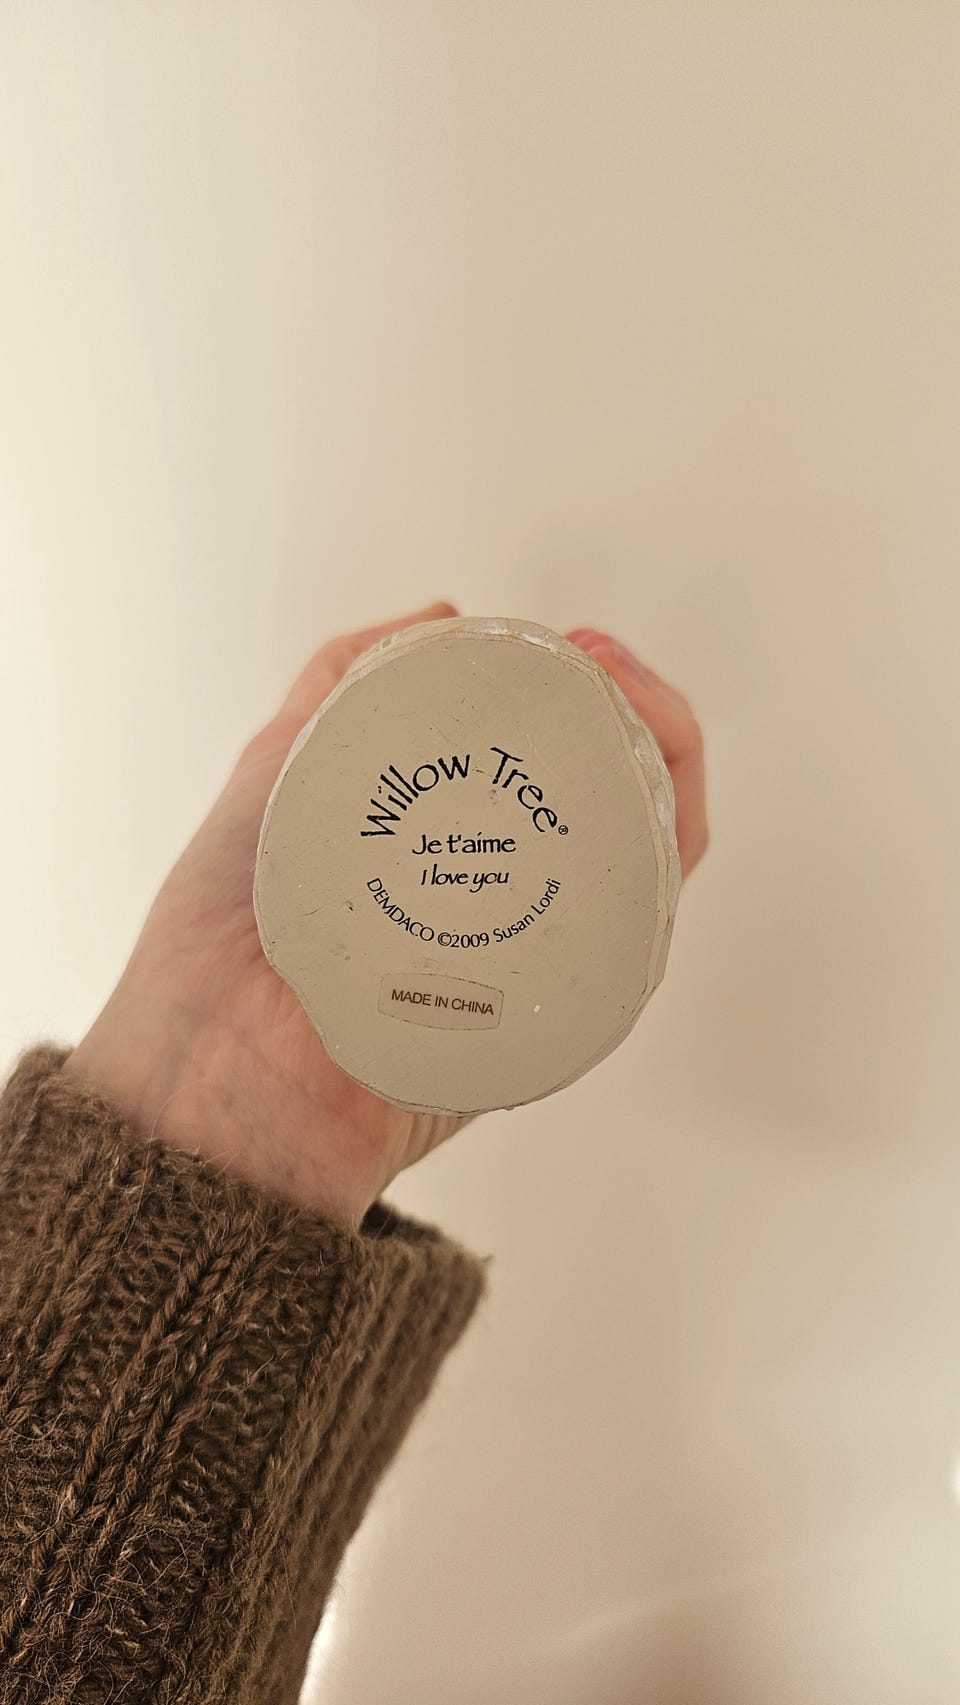 Willow Tree®
Je t'aime
I love you
DEMDACO ©2009 Susan Lordi
MADE IN CHINA